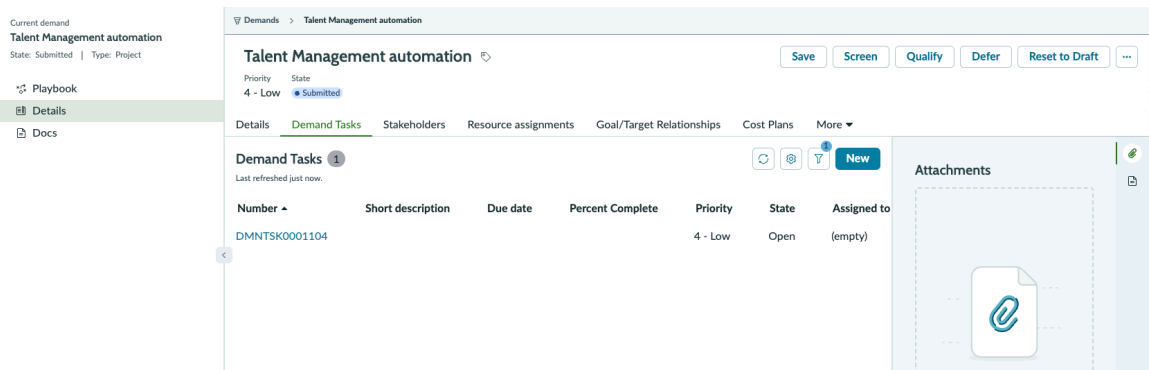 Current demand
Talent Management automation
State: Submitted | Type: Project
Playbook
Details
Docs
Demands > Talent Management automation
Talent Management automation
Save Screen Qualify Defer Reset to Draft ...
Priority State
4 - Low Submitted
Details Demand Tasks Stakeholders Resource assignments Goal/Target Relationships Cost Plans More
Demand Tasks 1
1
New
Last refreshed just now.
Number Short description Due date Percent Complete Priority State Assigned to
DMNTSK0001104 4 - Low Open (empty)
Attachments